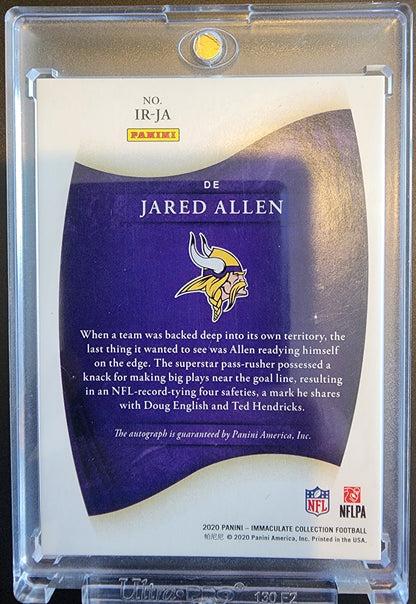 NO.
IR-JA
PANINI
DE
JARED ALLEN
When a team was backed deep into its own territory, the
last thing it wanted to see was Allen readying himself
on the edge. The superstar pass-rusher possessed a
knack for making big plays near the goal line, resulting
in an NFL-record-tying four safeties, a mark he shares
with Doug English and Ted Hendricks.
The autograph is guaranteed by Panini America, Inc.
NFL
NFLPA
2020 PANINI – IMMACULATE COLLECTION FOOTBALL
帕尼尼 © 2020 Panini America, Inc. Printed in the USA.
Ultra PRO® 130 PT